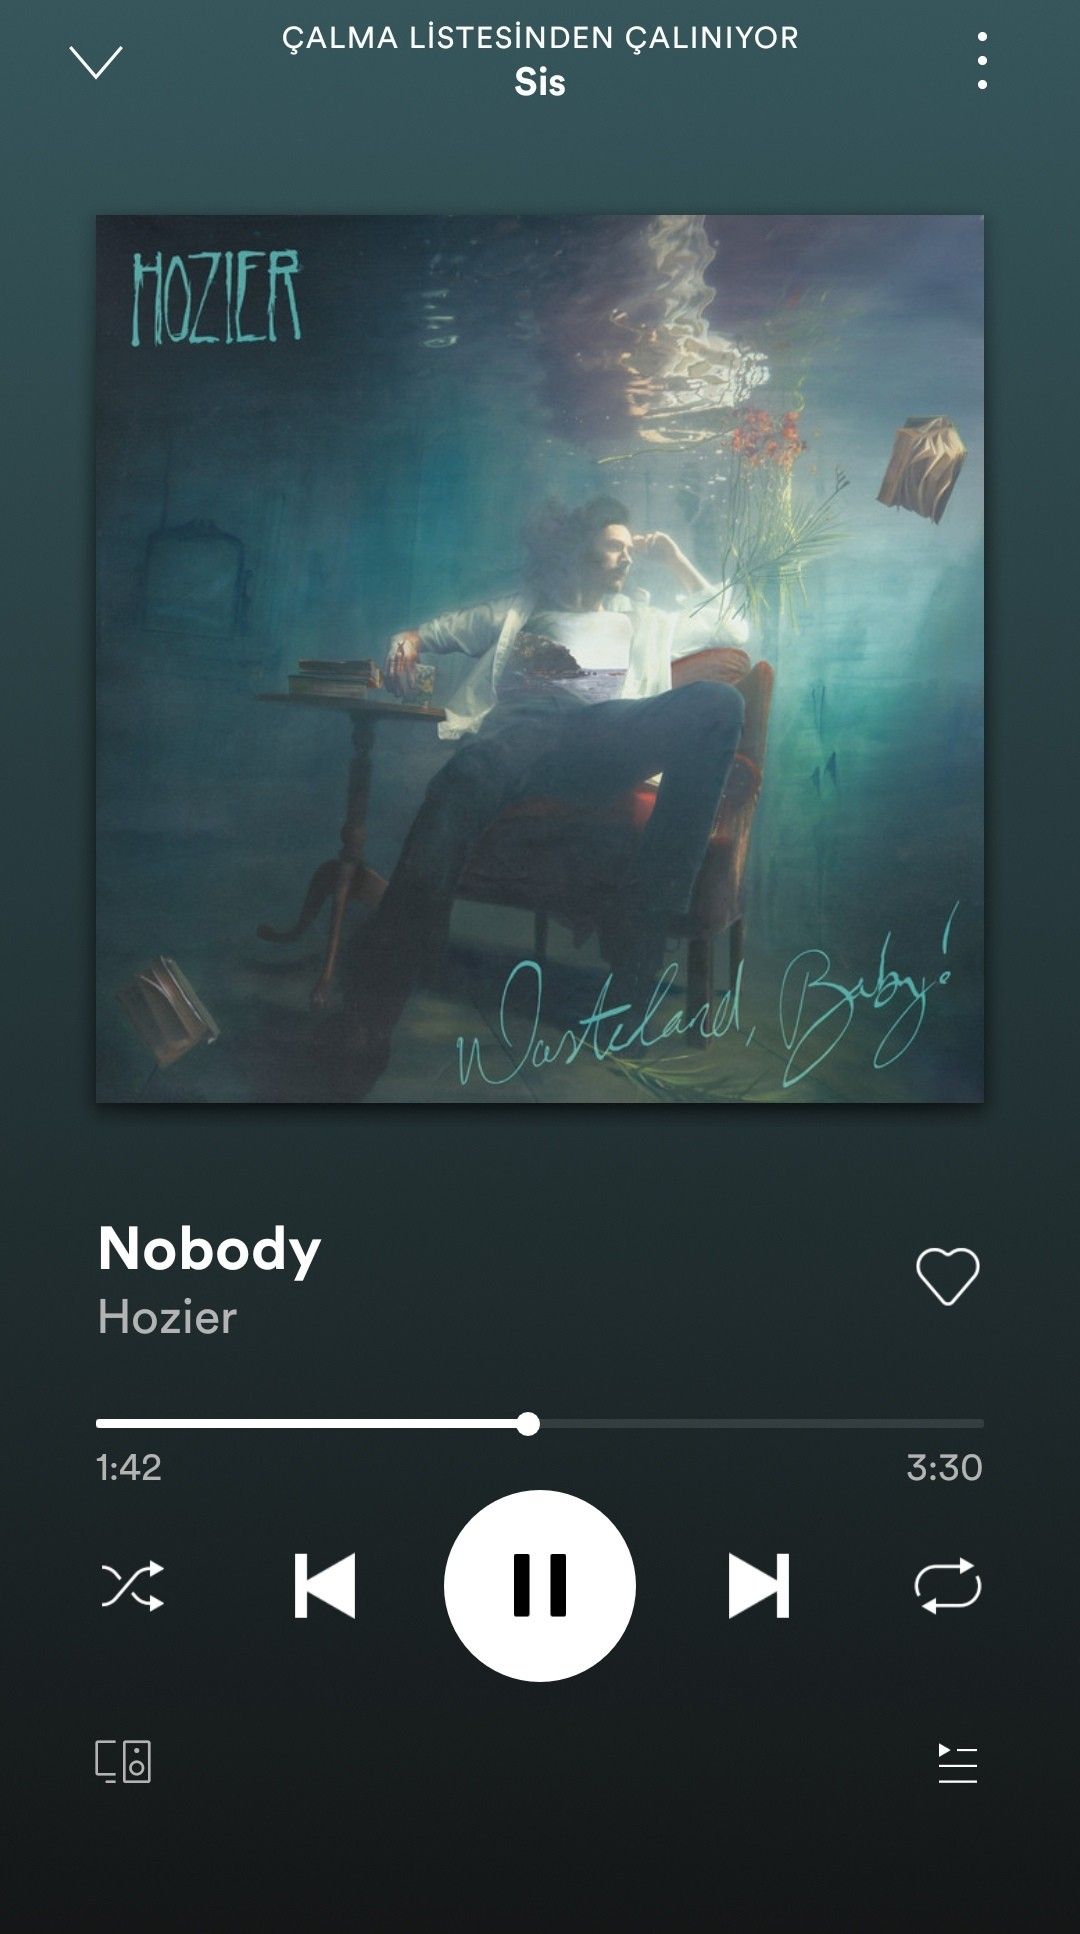 ÇALMA LİSTESİNDEN ÇALINIYOR
Sis
HOZIER
Wasteland, Baby!
Nobody
Hozier
1:42
3:30